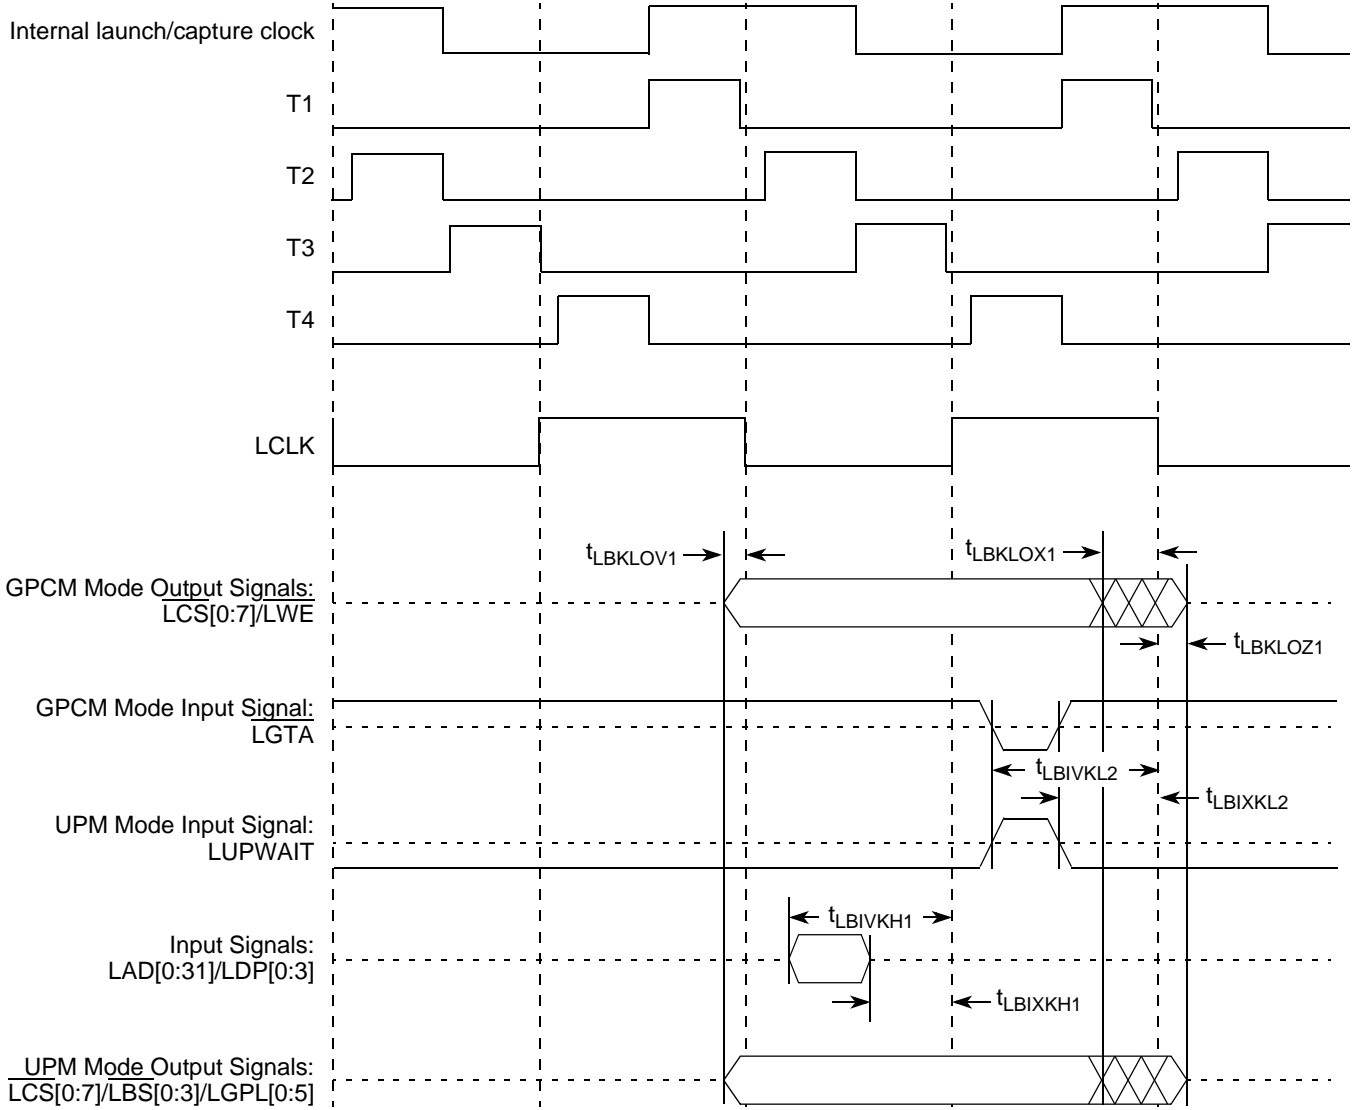 Internal launch/capture clock
T1
T2
T3
T4
LCLK
tLBKLOV1
tLBKLOX1
GPCM Mode Output Signals:
LCS[0:7]/LWE
tLBKLOZ1
GPCM Mode Input Signal:
LGTA
tLBIVKL2
tLBIXKL2
UPM Mode Input Signal:
LUPWAIT
tLBIVKH1
Input Signals:
LAD[0:31]/LDP[0:3]
tLBIXKH1
UPM Mode Output Signals:
LCS[0:7]/LBS[0:3]/LGPL[0:5]